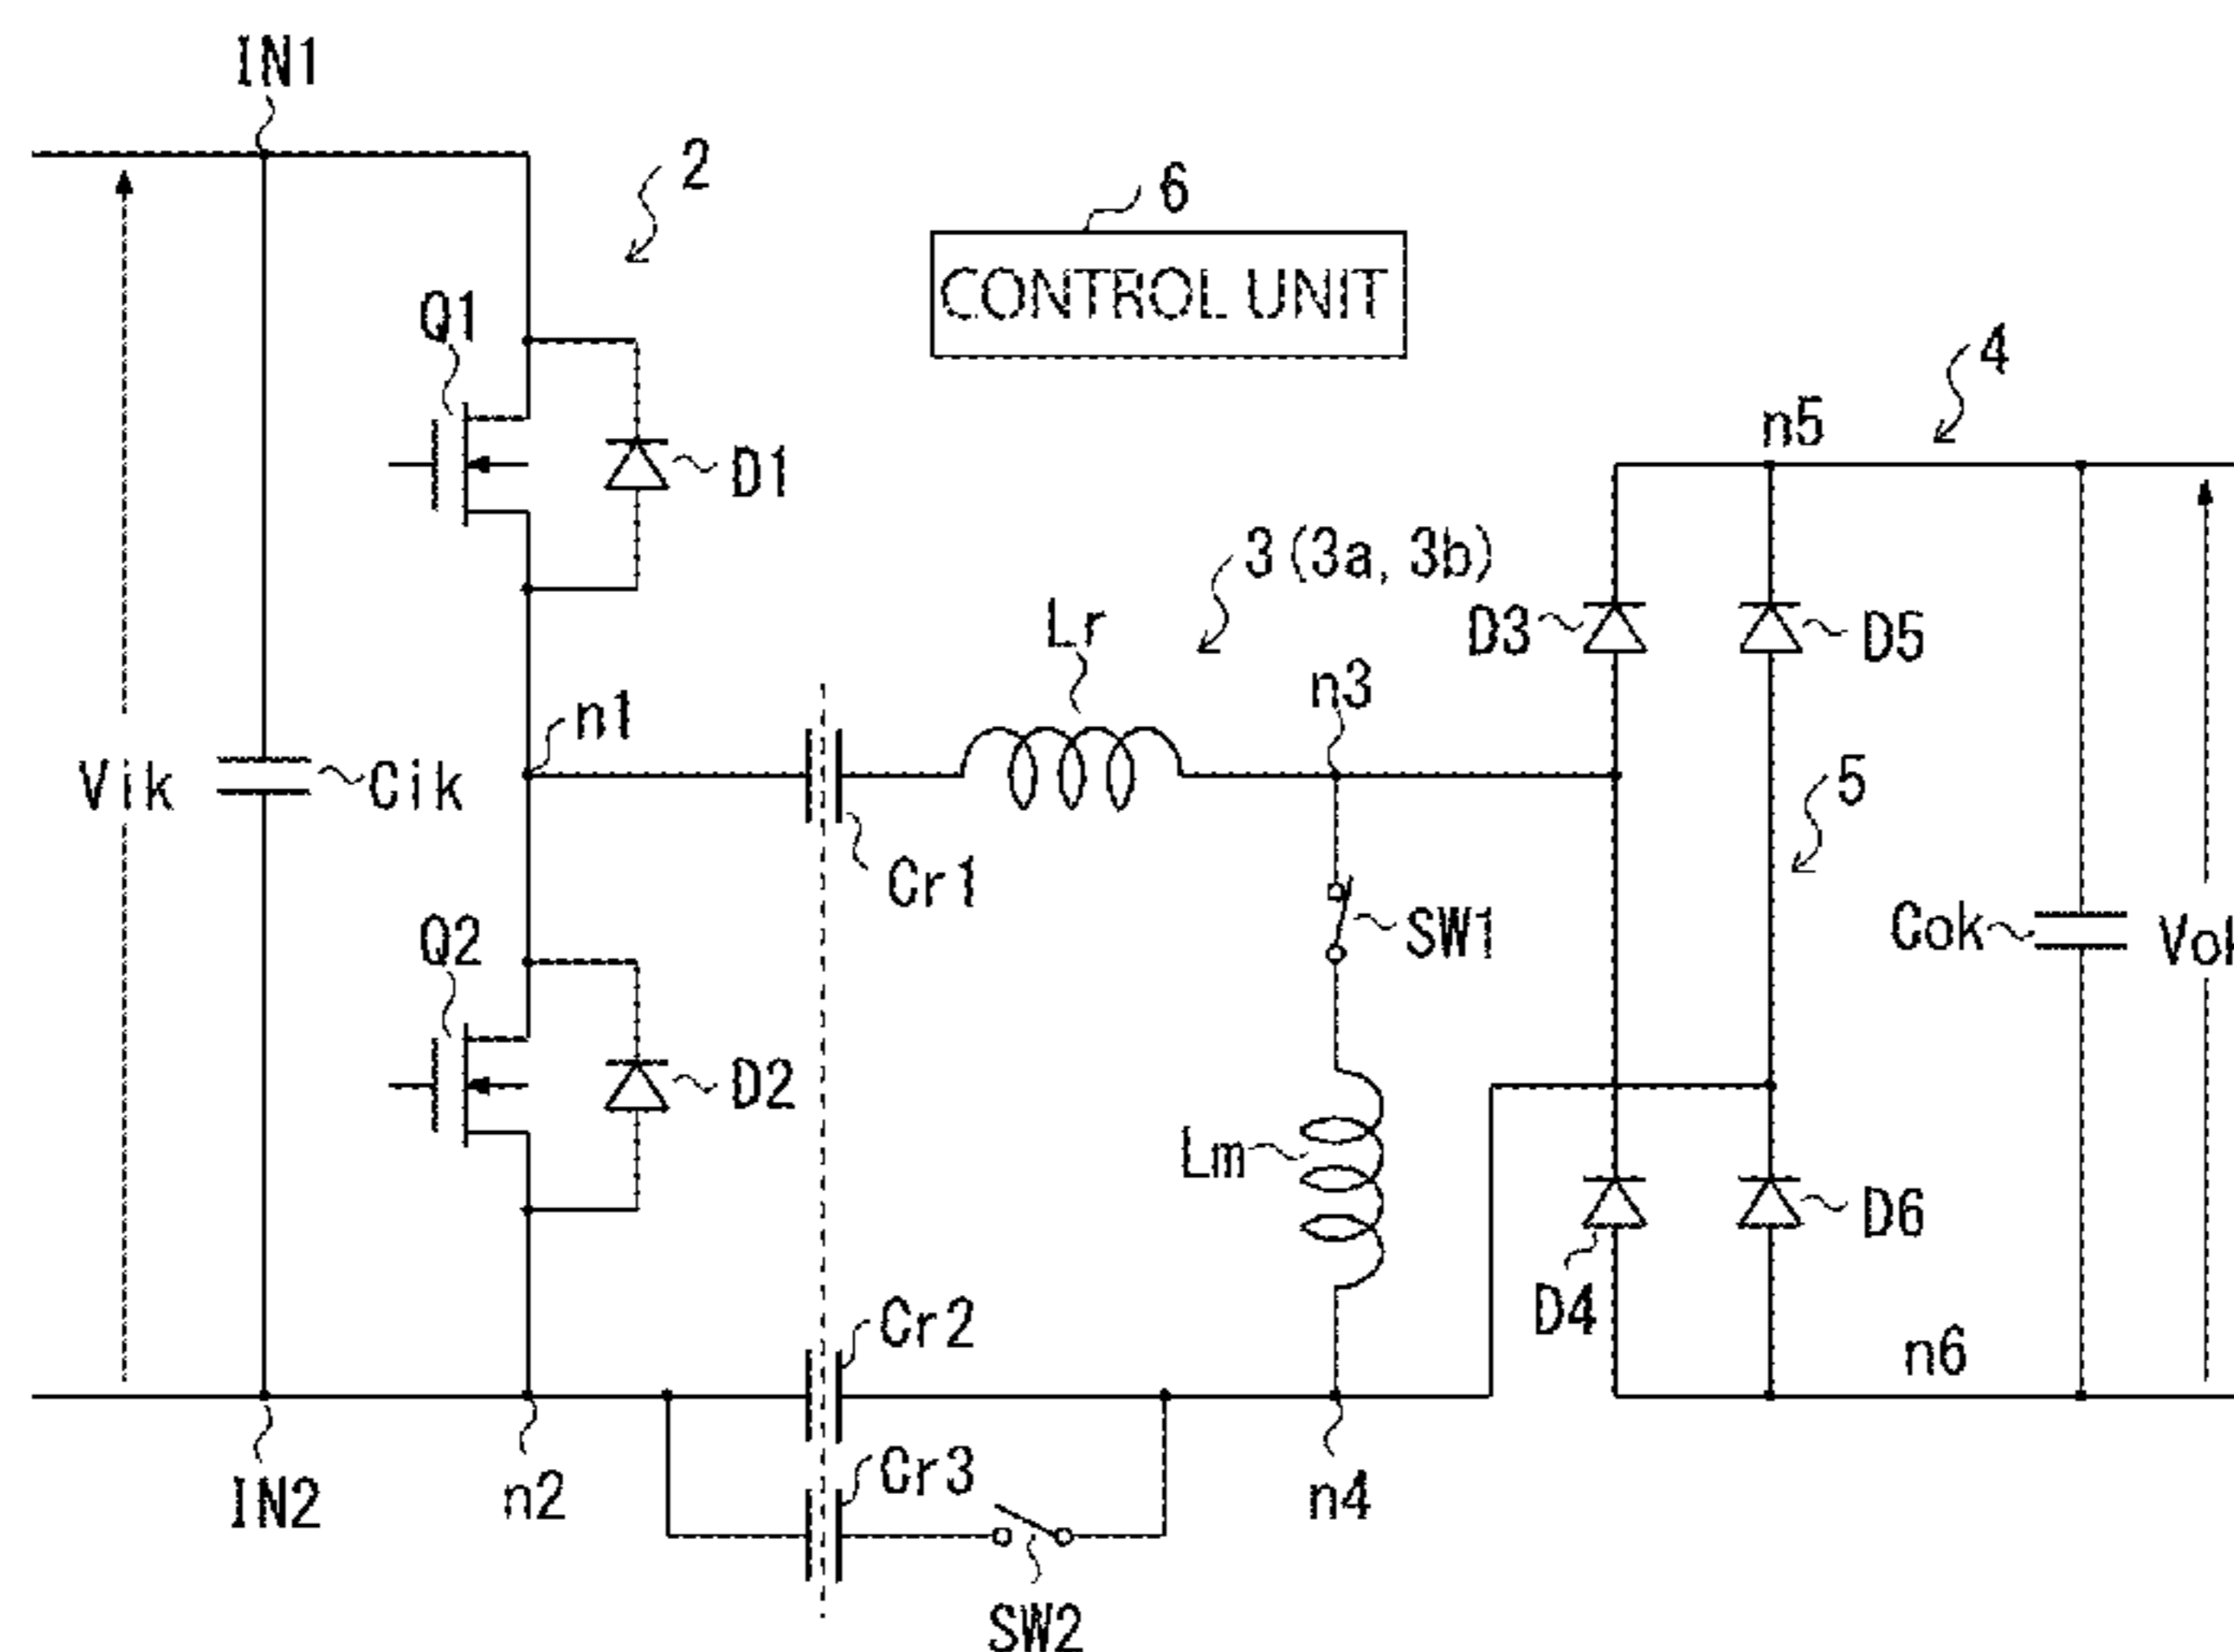 IN1
2
6
CONTROL UNIT
Q1
4
n5
D1
3(3a, 3b)
Lr
D3
D5
n3
n1
Vik
Cik
5
Cr1
SW1
Q2
Cok
Vok
D2
Lm
D6
Cr2
D4
n6
Cr3
IN2
n2
n4
SW2